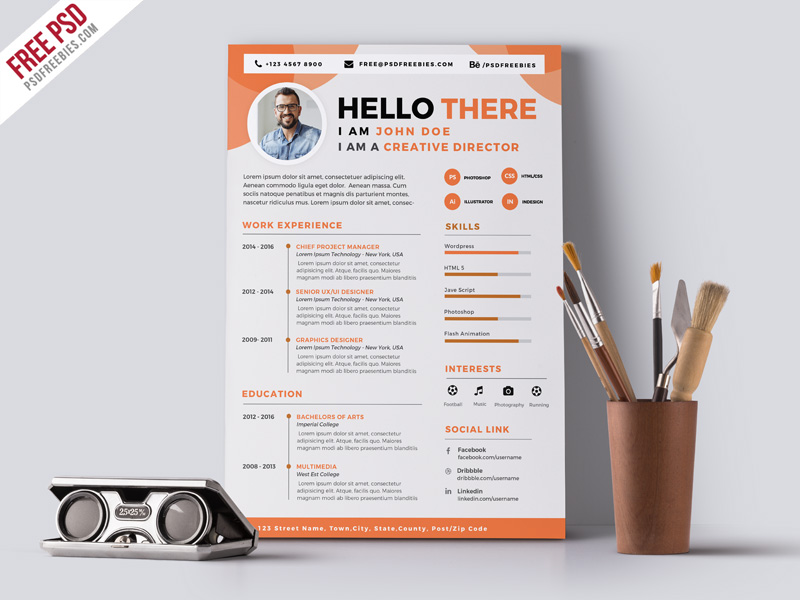 FREE PSD
PSDFREEBIES.COM
+123 4567 8900
FREE@PSDFREEBIES.COM
Bē /PSDFREEBIES
HELLO THERE
I AM JOHN DOE
I AM A CREATIVE DIRECTOR
Lorem ipsum dolor sit amet, consectetuer adipiscing elit.
Aenean commodo ligula eget dolor. Aenean massa. Cum
sociis natoque penatibus et magnis dis parturient montes,
nascetur ridiculus mus. Lorem ipsum dolor sit amet, consec-
WORK EXPERIENCE
2014 - 2016
CHIEF PROJECT MANAGER
Lorem Ipsum Technology - New York, USA
Lorem ipsum dolor sit amet, consectetur
adipisicing elit. Atque, facilis quo. Maiores
magnam modi ab libero praesentium blanditiis
2012 - 2014
SENIOR UX/UI DESIGNER
Lorem Ipsum Technology - New York, USA
Lorem ipsum dolor sit amet, consectetur
adipisicing elit. Atque, facilis quo. Maiores
magnam modi ab libero praesentium blanditiis
2009- 2011
GRAPHICS DESIGNER
Lorem Ipsum Technology - New York, USA
Lorem ipsum dolor sit amet, consectetur
adipisicing elit. Atque, facilis quo. Maiores
magnam modi ab libero praesentium blanditiis
EDUCATION
2012 - 2016
BACHELORS OF ARTS
Imperial College
Lorem ipsum dolor sit amet, consectetur
adipisicing elit. Atque, facilis quo, Maiores
magnam modi ab libero praesentium blanditiis
2008 - 2013
MULTIMEDIA
West Est College
Lorem ipsum dolor sit amet, consectetur
adipisicing elit. Atque, facilis quo. Maiores
magnam modi ab libero praesentium blanditiis
PS PHOTOSHOP
CSS HTML/CSS
Ai ILLUSTRATOR
IN INDESIGN
SKILLS
Wordpress
HTML 5
Java Script
Photoshop
Flash Animation
INTERESTS
Football Music Photography Running
SOCIAL LINK
Facebook
facebook.com/username
Dribbble
dribbble.com/username
Linkedin
linkedin.com/username
123 Street Name, Town,City, State,County, Post/Zip Code
2.5x25%